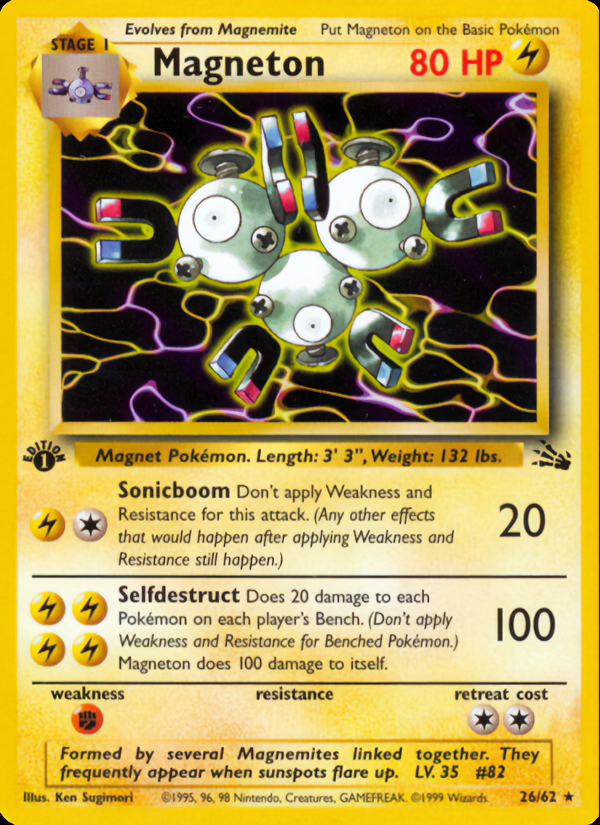 Evolves from Magnemite Put Magneton on the Basic Pokémon
STAGE 1
Magneton 80 HP
EDITION
1
Magnet Pokémon. Length: 3' 3", Weight: 132 lbs.
Sonicboom Don't apply Weakness and
Resistance for this attack. (Any other effects
that would happen after applying Weakness and
Resistance still happen.)
20
Selfdestruct Does 20 damage to each
Pokémon on each player's Bench. (Don't apply
Weakness and Resistance for Benched Pokémon.)
Magneton does 100 damage to itself.
100
weakness resistance retreat cost
Formed by several Magnemites linked together. They
frequently appear when sunspots flare up. LV. 35 #82
Illus. Ken Sugimori ©1995, 96, 98 Nintendo, Creatures, GAMEFREAK. ©1999 Wizards. 26/62 ★